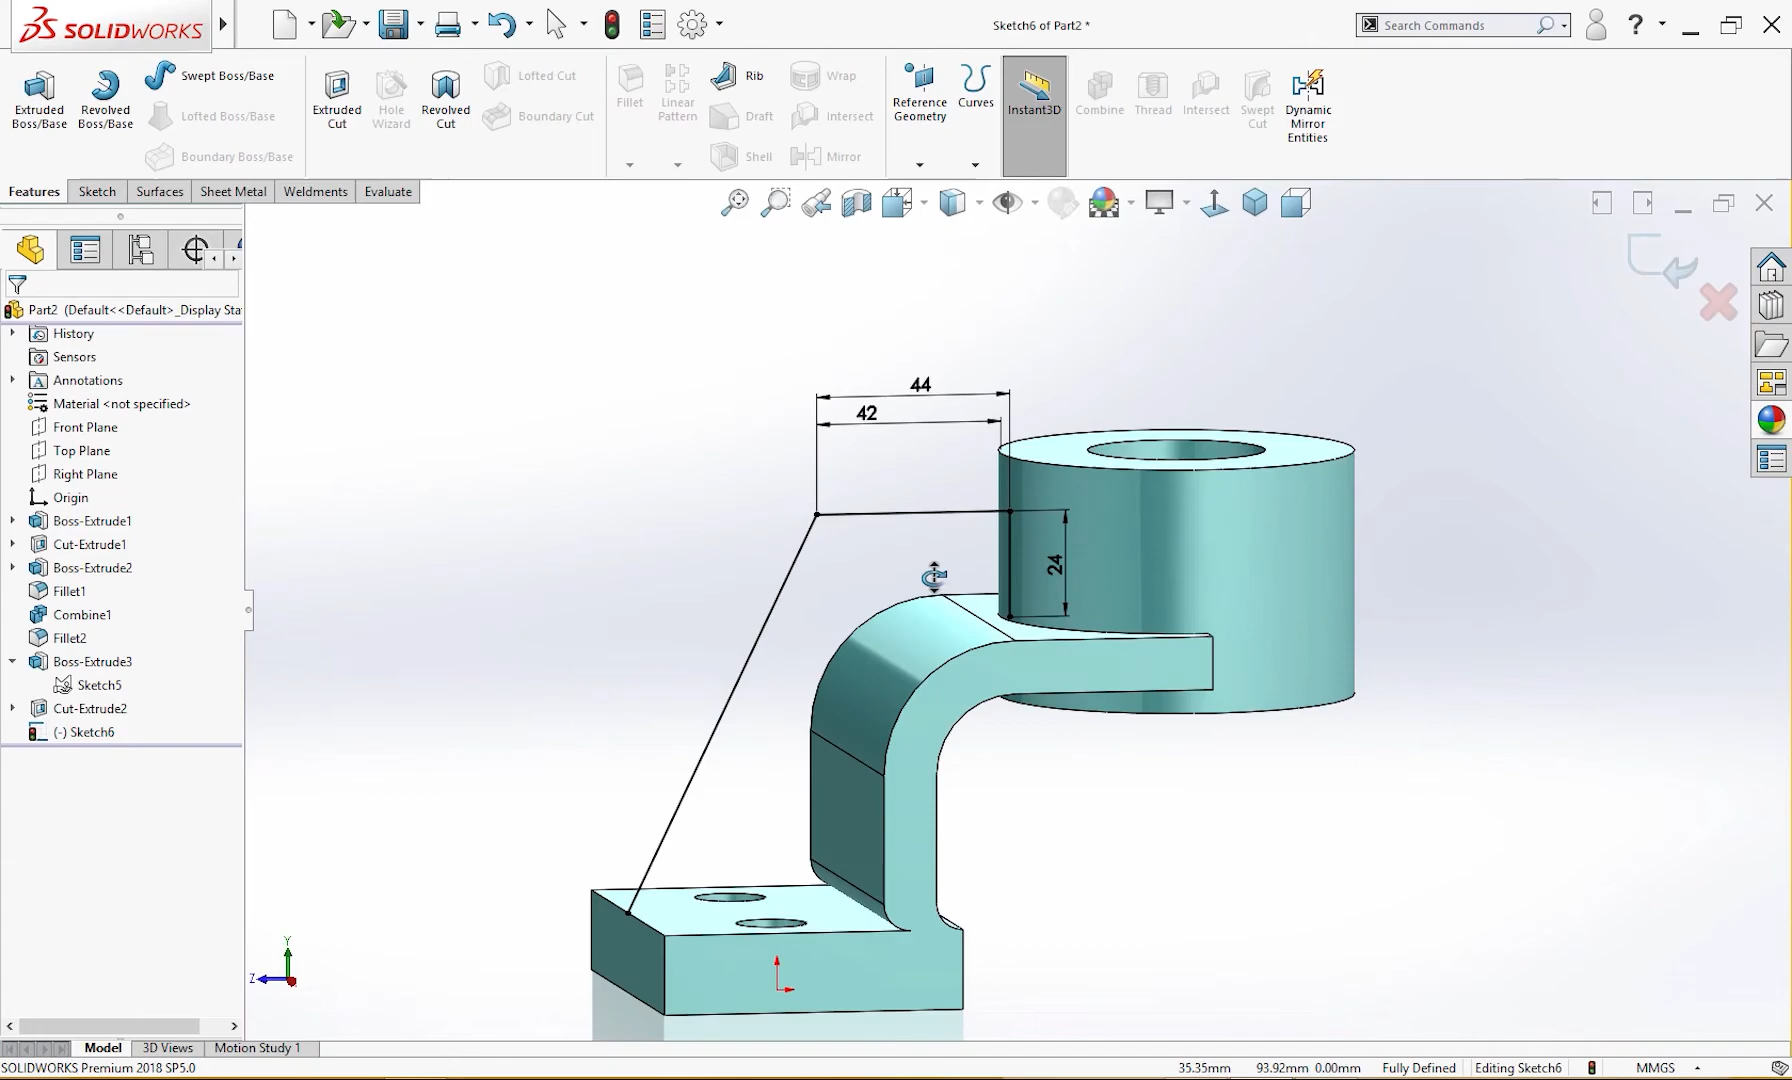 SOLIDWORKS
Sketch6 of Part2 *
Search Commands
?
Extruded Boss/Base
Revolved Boss/Base
Swept Boss/Base
Lofted Boss/Base
Boundary Boss/Base
Extruded Cut
Hole Wizard
Revolved Cut
Lofted Cut
Boundary Cut
Fillet
Linear Pattern
Rib
Draft
Shell
Wrap
Intersect
Mirror
Reference Geometry
Curves
Instant3D
Combine
Thread
Intersect
Swept Cut
Dynamic Mirror Entities
Features
Sketch
Surfaces
Sheet Metal
Weldments
Evaluate
Part2 (Default<<Default>_Display Sta
History
Sensors
Annotations
Material <not specified>
Front Plane
Top Plane
Right Plane
Origin
Boss-Extrude1
Cut-Extrude1
Boss-Extrude2
Fillet1
Combine1
Fillet2
Boss-Extrude3
Sketch5
Cut-Extrude2
(-) Sketch6
44
42
24
Y
Z
Model
3D Views
Motion Study 1
SOLIDWORKS Premium 2018 SP5.0
35.35mm
93.92mm 0.00mm
Fully Defined
Editing Sketch6
MMGS